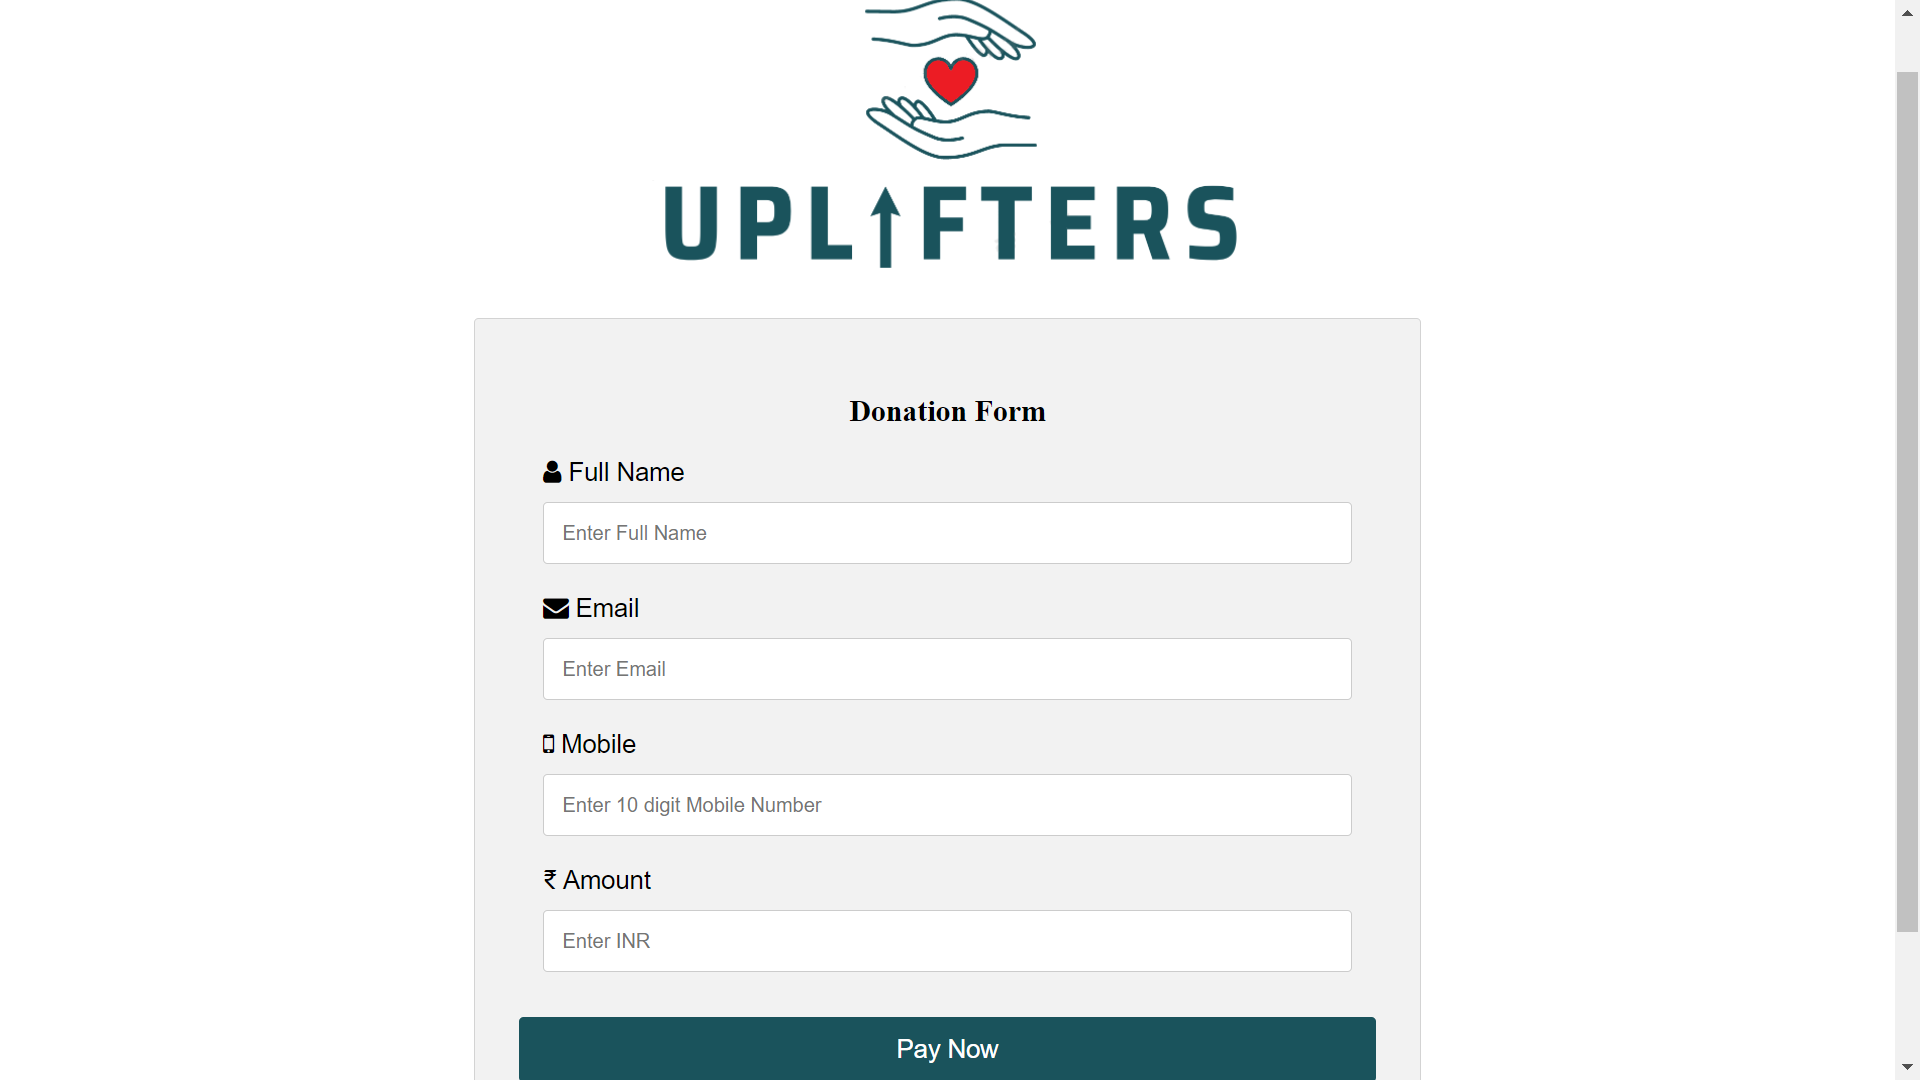 UPLIFTERS
Donation Form
Full Name
Enter Full Name
Email
Enter Email
Mobile
Enter 10 digit Mobile Number
₹ Amount
Enter INR
Pay Now